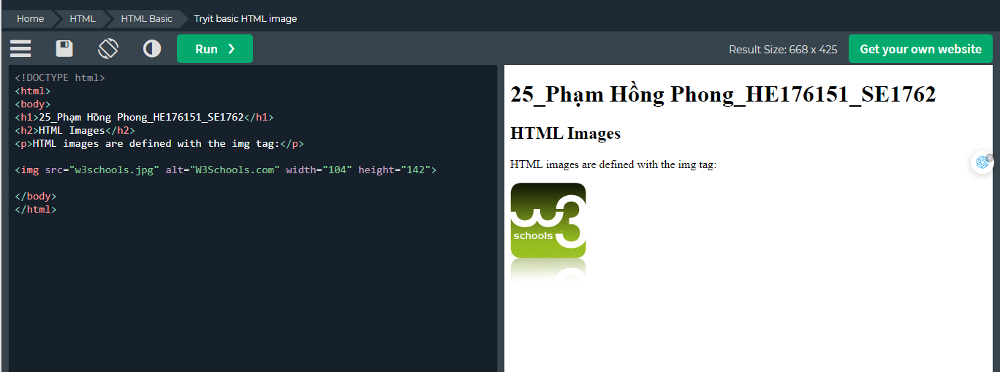 Home HTML HTML Basic Tryit basic HTML image
Run ❯ Result Size: 668 x 425 Get your own website
<!DOCTYPE html>
<html>
<body>
<h1>25_Phạm Hồng Phong_HE176151_SE1762</h1>
<h2>HTML Images</h2>
<p>HTML images are defined with the img tag:</p>
<img src="w3schools.jpg" alt="W3Schools.com" width="104" height="142">
</body>
</html>
25_Phạm Hồng Phong_HE176151_SE1762
HTML Images
HTML images are defined with the img tag:
w3
schools